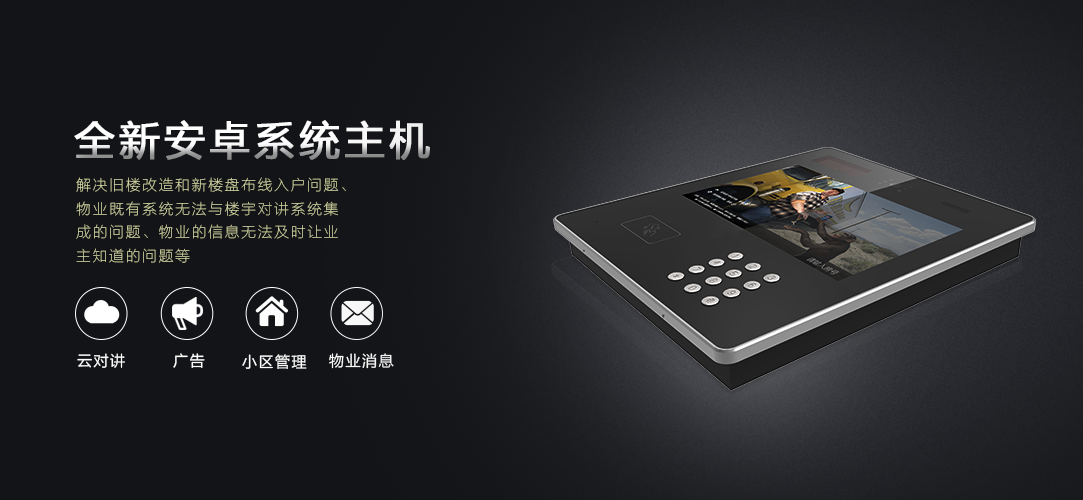 全新安卓系统主机
解决旧楼改造和新楼盘布线入户问题、
物业既有系统无法与楼宇对讲系统集
成的问题、物业的信息无法及时让业
主知道的问题等
云对讲
广告
小区管理
物业消息